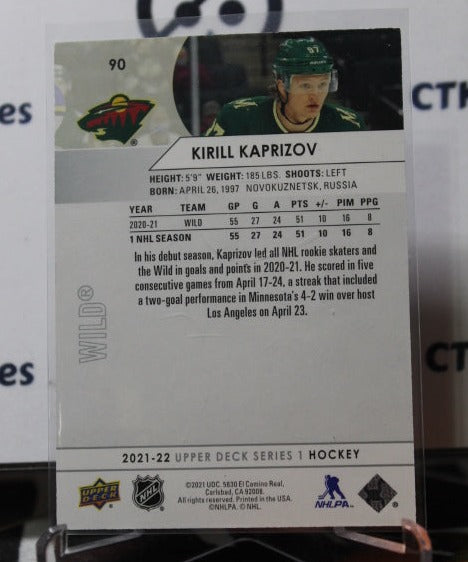 90
97
KIRILL KAPRIZOV
HEIGHT: 5'9" WEIGHT: 185 LBS. SHOOTS: LEFT
BORN: APRIL 26, 1997 NOVOKUZNETSK, RUSSIA
YEAR TEAM GP G A PTS +/- PIM PPG
2020-21 WILD 55 27 24 51 10 16 8
1 NHL SEASON 55 27 24 51 10 16 8
In his debut season, Kaprizov led all NHL rookie skaters and
the Wild in goals and points in 2020-21. He scored in five
consecutive games from April 17-24, a streak that included
a two-goal performance in Minnesota's 4-2 win over host
Los Angeles on April 23.
WILD®
2021-22 UPPER DECK SERIES 1 HOCKEY
UPPER DECK
NHL
©2021 UDC. 5830 El Camino Real,
Carlsbad, CA 92008.
All rights reserved. Printed in the USA.
©NHLPA. © NHL.
NHLPA
ckes
CTK
es
CT